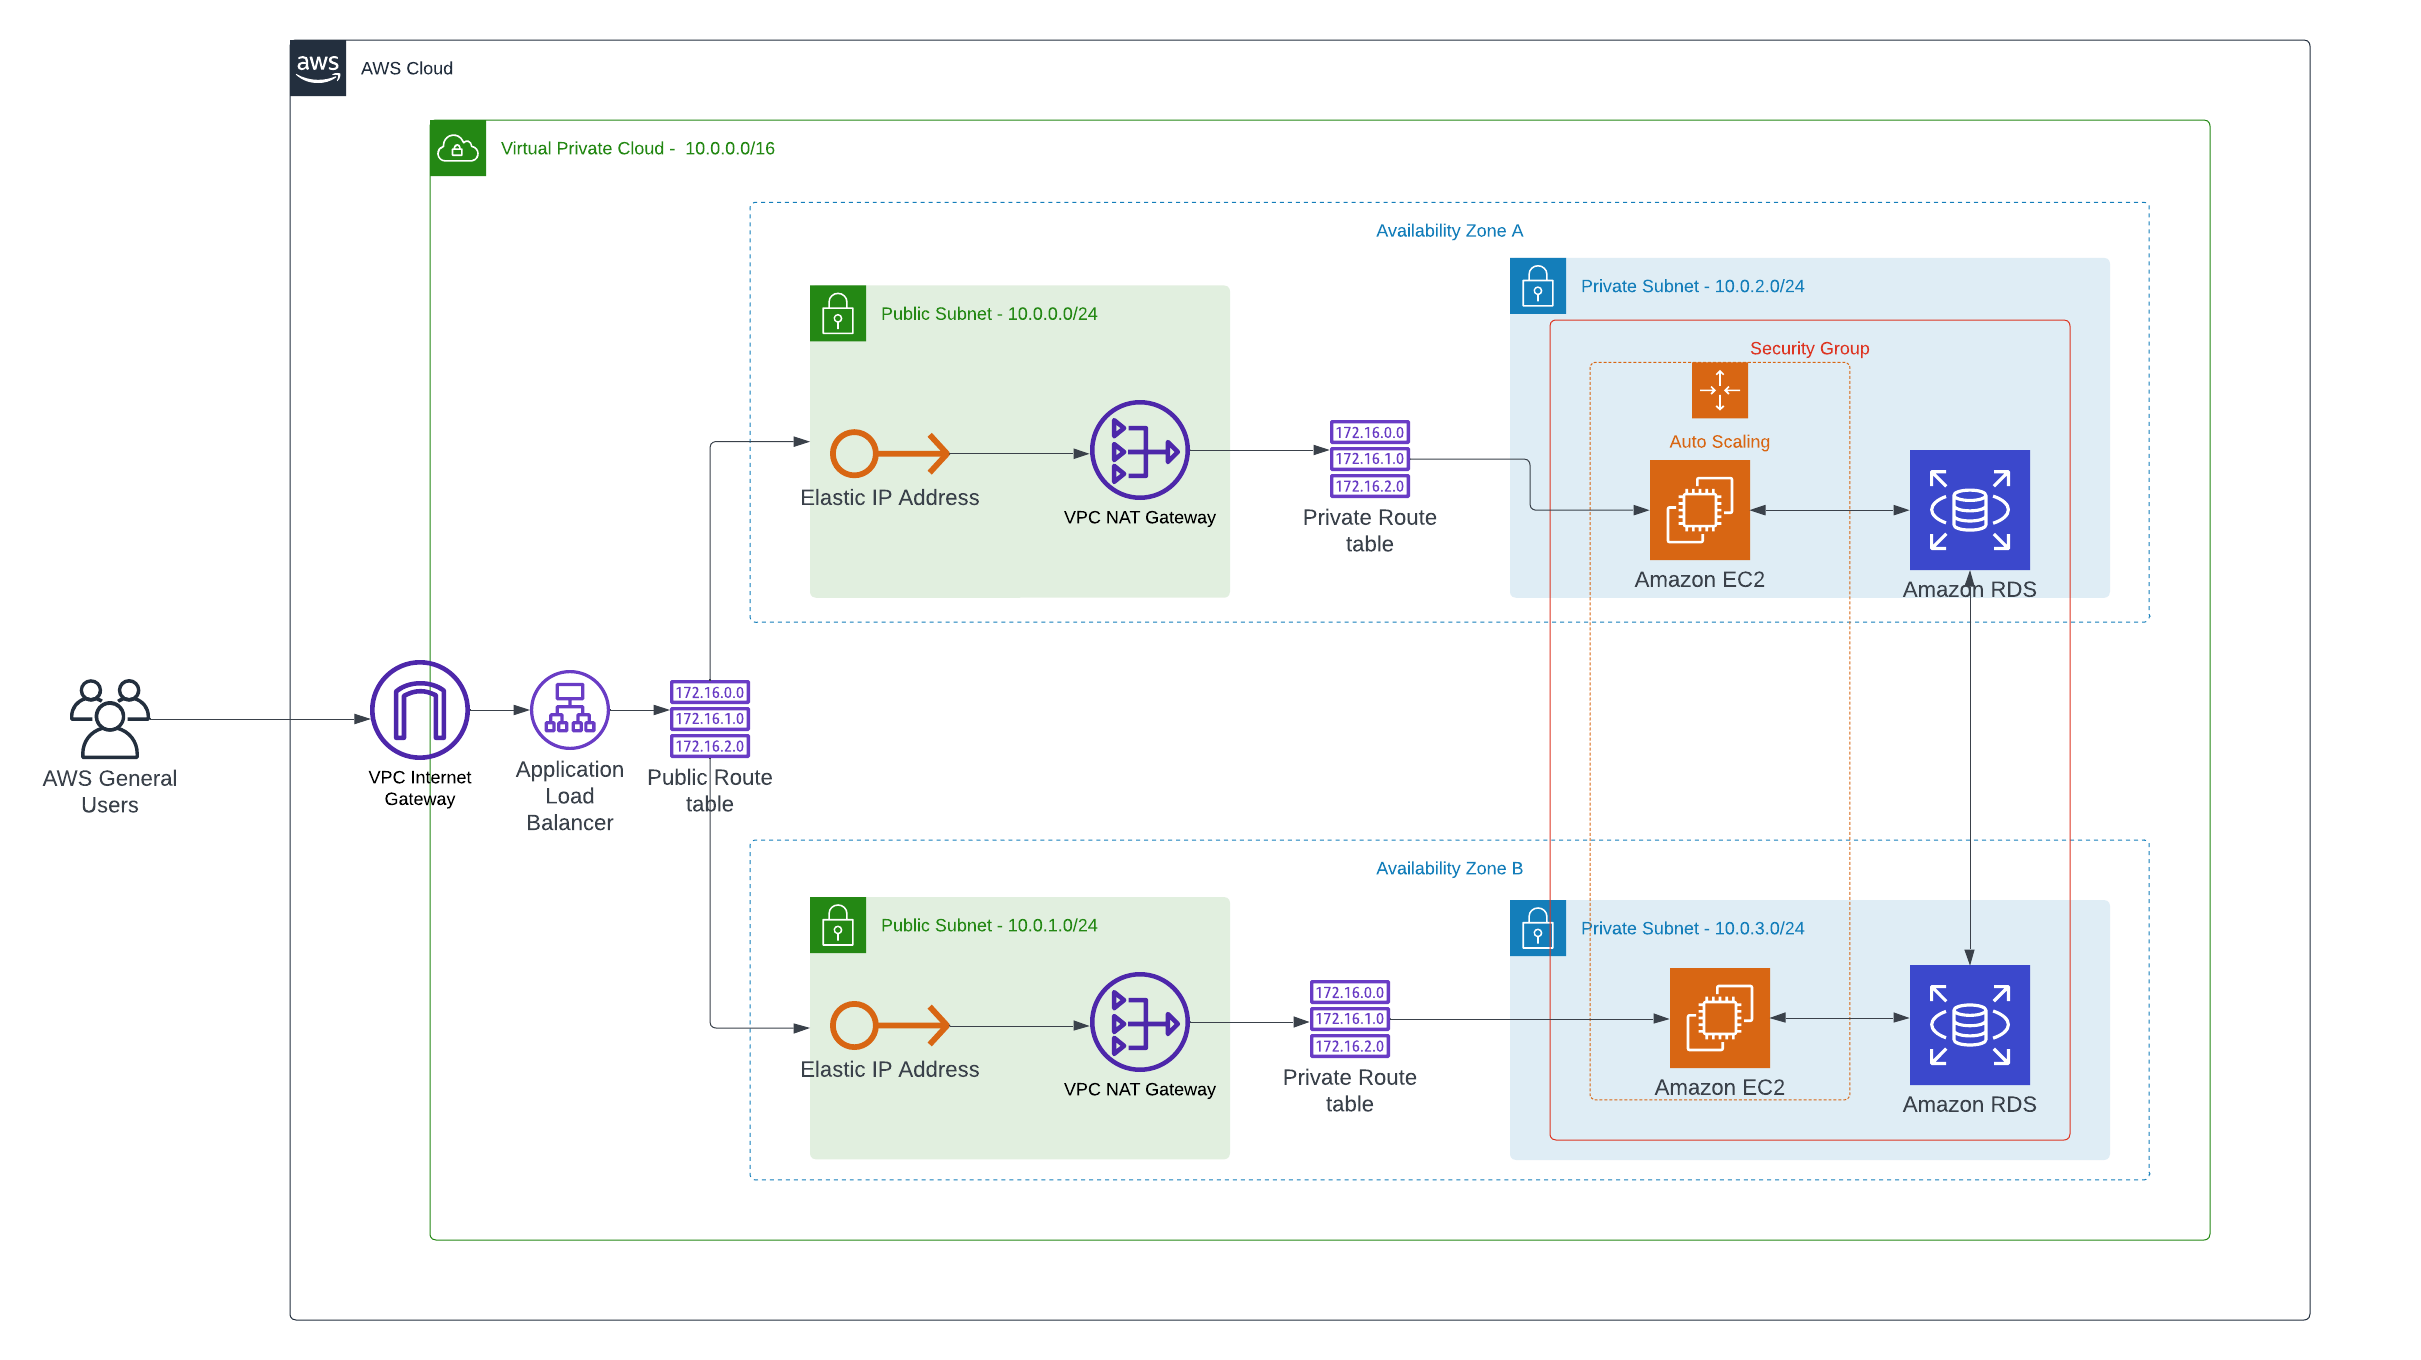 aws
AWS Cloud
Virtual Private Cloud - 10.0.0.0/16
Availability Zone A
Public Subnet - 10.0.0.0/24
Elastic IP Address
VPC NAT Gateway
172.16.0.0
172.16.1.0
172.16.2.0
Private Route
table
Private Subnet - 10.0.2.0/24
Security Group
Auto Scaling
Amazon EC2
Amazon RDS
AWS General
Users
VPC Internet
Gateway
Application
Load
Balancer
172.16.0.0
172.16.1.0
172.16.2.0
Public Route
table
Availability Zone B
Public Subnet - 10.0.1.0/24
Elastic IP Address
VPC NAT Gateway
172.16.0.0
172.16.1.0
172.16.2.0
Private Route
table
Private Subnet - 10.0.3.0/24
Amazon EC2
Amazon RDS